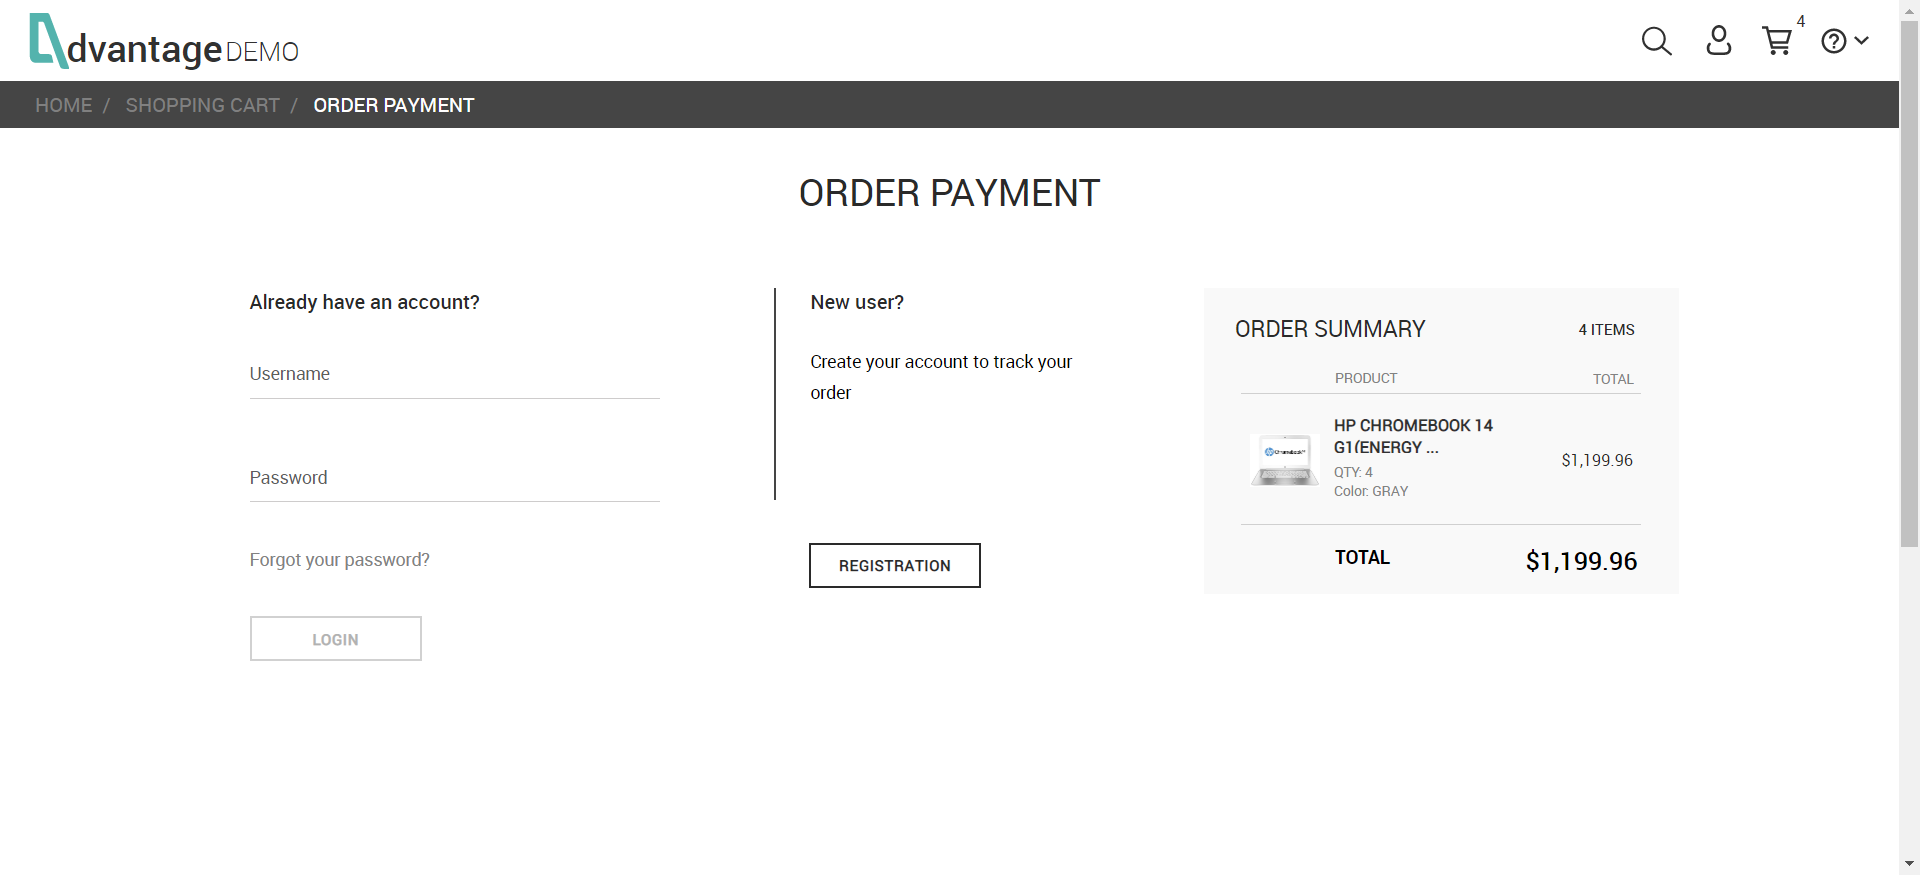 dvantage DEMO
4
HOME / SHOPPING CART / ORDER PAYMENT
ORDER PAYMENT
Already have an account?
Username
Password
Forgot your password?
LOGIN
New user?
Create your account to track your
order
REGISTRATION
ORDER SUMMARY 4 ITEMS
PRODUCT TOTAL
HP CHROMEBOOK 14
G1(ENERGY ...
QTY: 4
Color: GRAY
$1,199.96
TOTAL $1,199.96